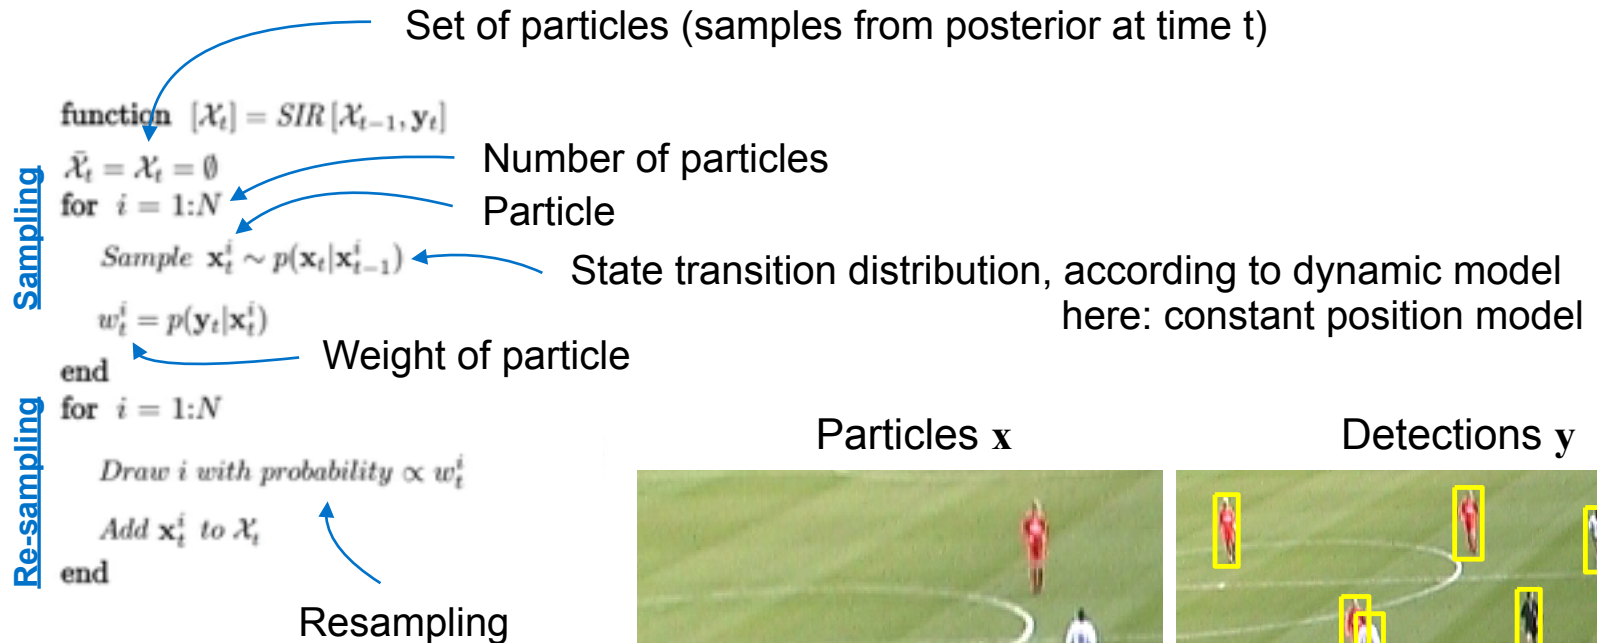 Set of particles (samples from posterior at time t)
function [𝒳_t] = SIR [𝒳_{t−1}, y_t]
𝒳̄_t = 𝒳_t = ∅
Number of particles
for i = 1:N
Particle
Sampling
Sample x_t^i ∼ p(x_t|x_{t−1}^i)
State transition distribution, according to dynamic model
here: constant position model
w_t^i = p(y_t|x_t^i)
Weight of particle
end
Re-sampling
for i = 1:N
Draw i with probability ∝ w_t^i
Add x_t^i to 𝒳_t
end
Resampling
Particles x
Detections y